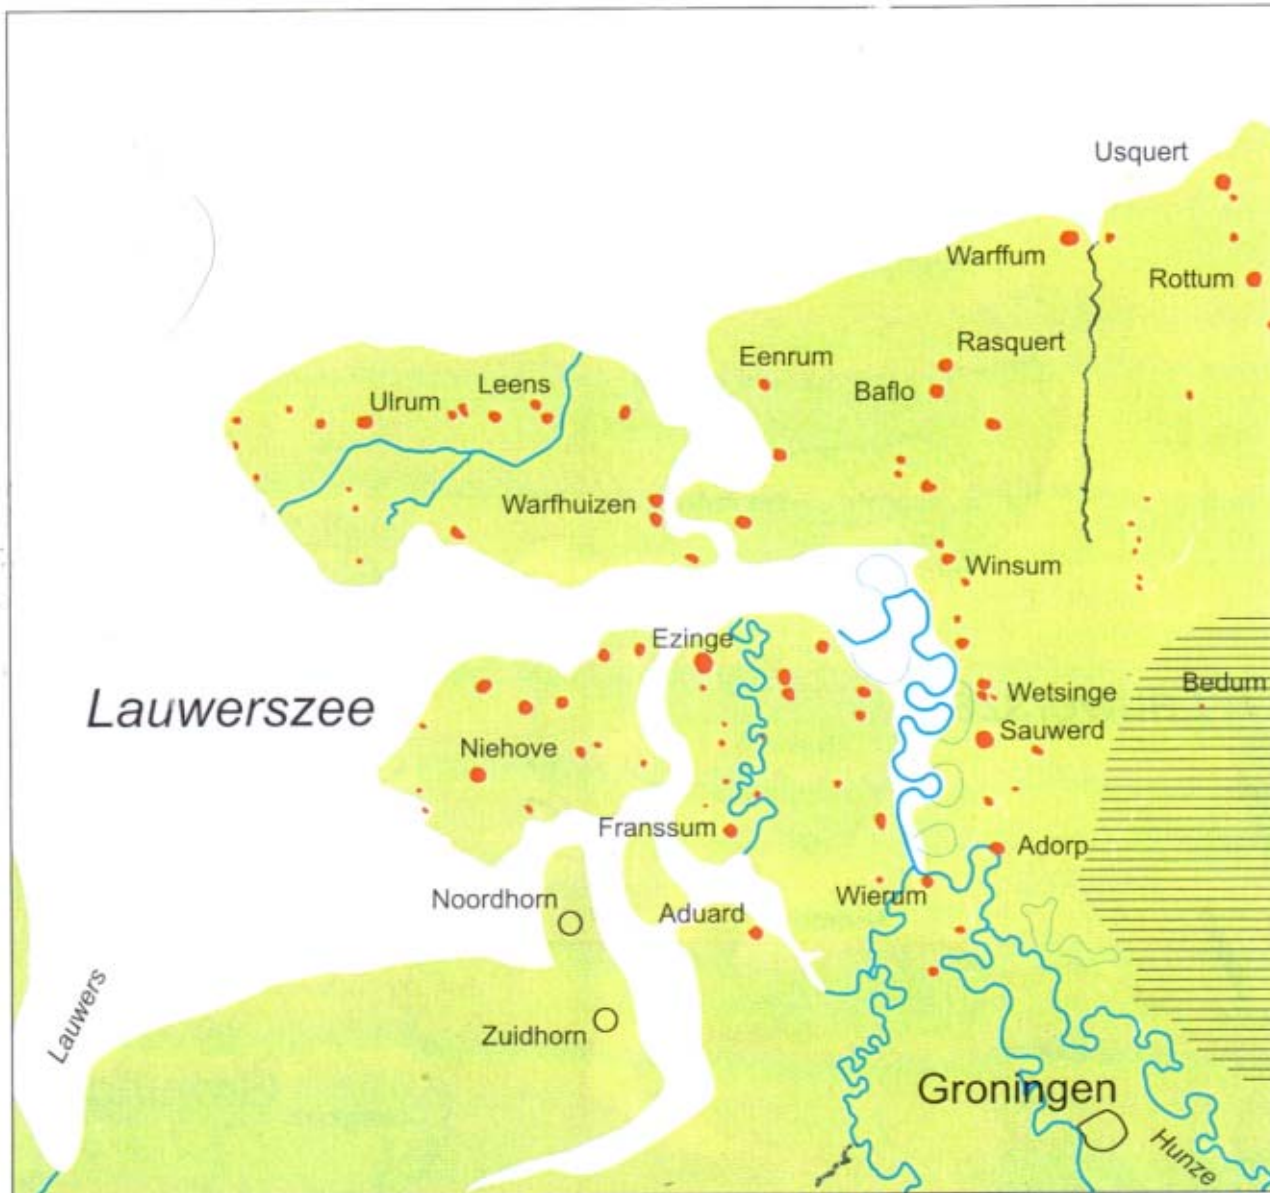 Usquert
Warffum
Rottum
Rasquert
Eenrum
Baflo
Leens
Ulrum
Warfhuizen
Winsum
Ezinge
Bedum
Wetsinge
Lauwerszee
Sauwerd
Niehove
Franssum
Adorp
Noordhorn
Wierum
Aduard
Lauwers
Zuidhorn
Groningen
Hunze